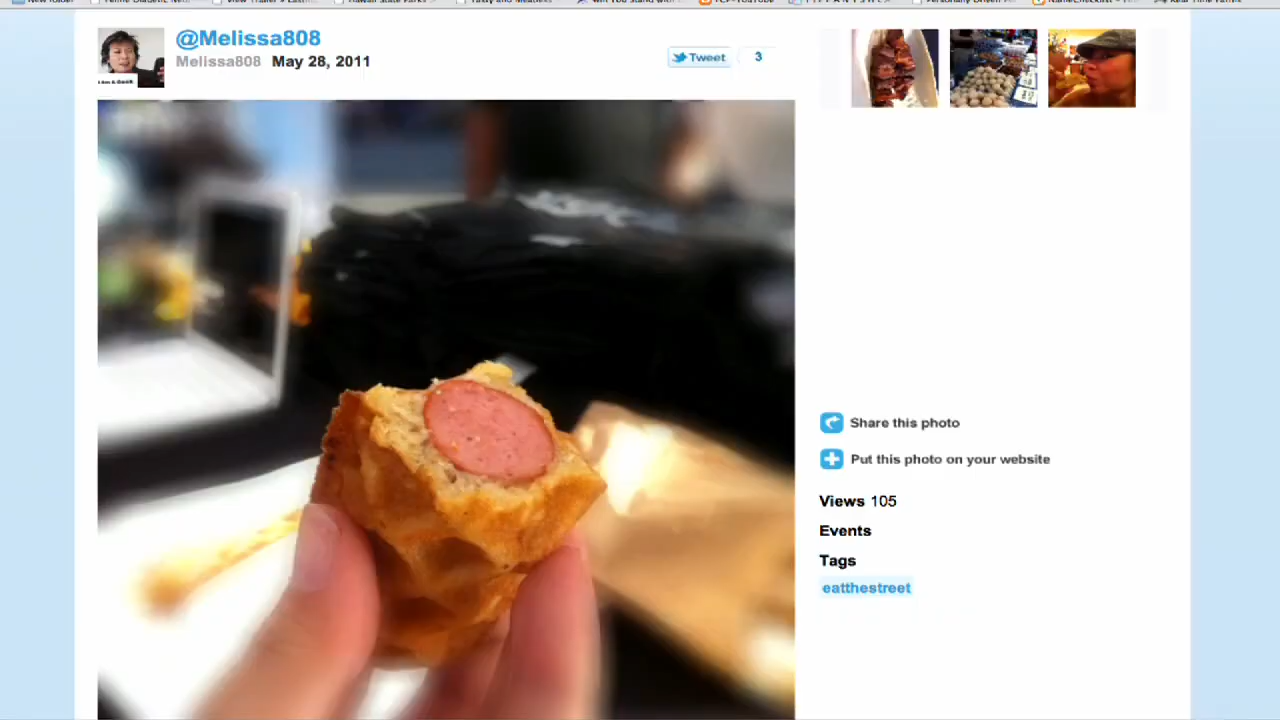 @Melissa808
Melissa808 May 28, 2011
Tweet 3
Share this photo
Put this photo on your website
Views 105
Events
Tags
eatthestreet